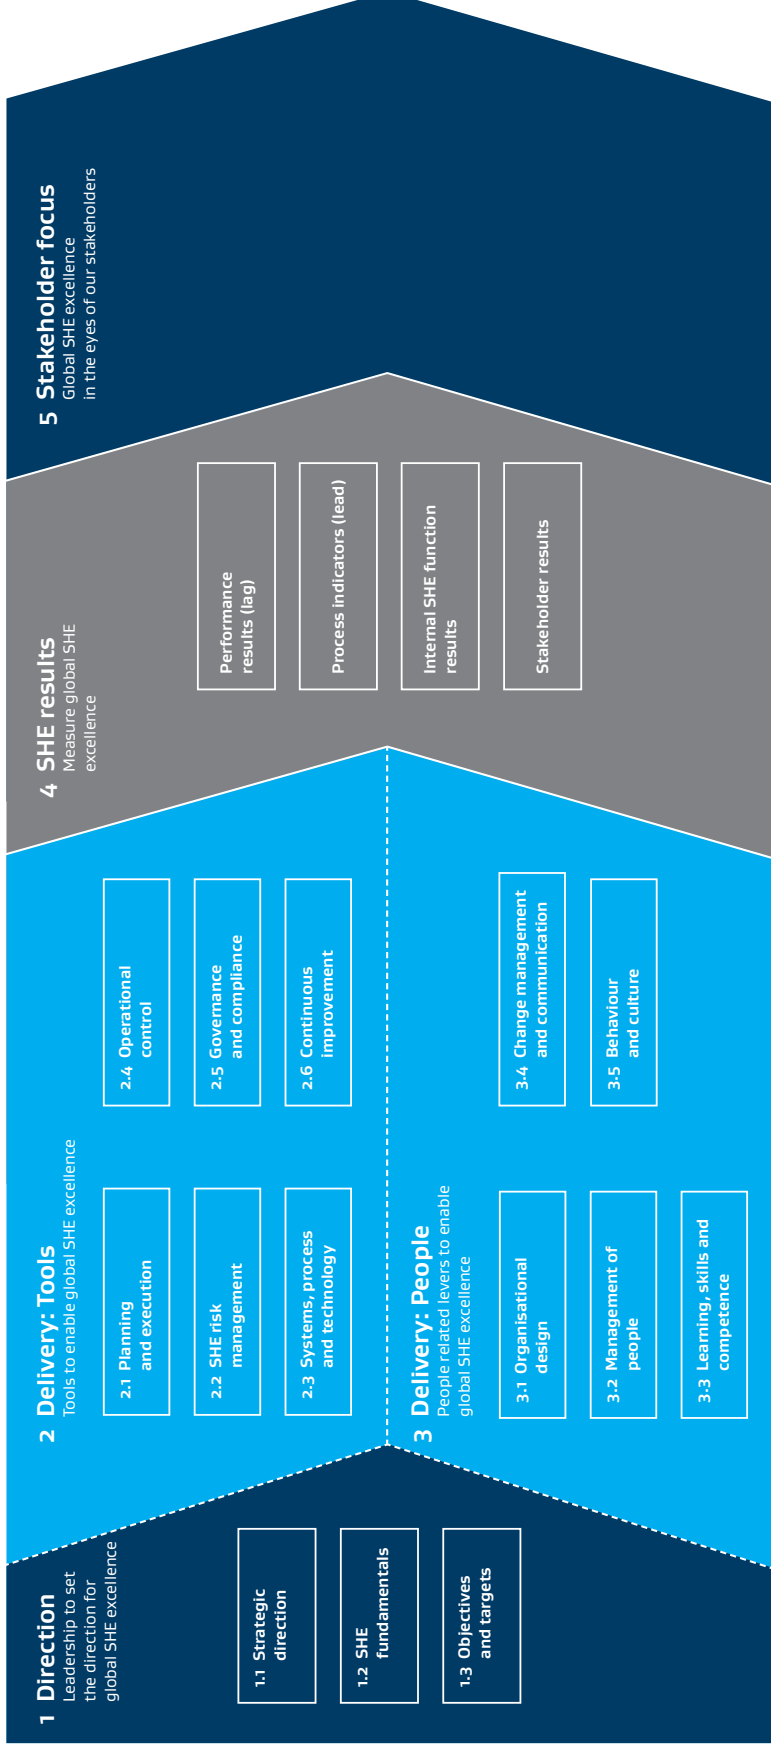 1 Direction
Leadership to set
the direction for
global SHE excellence
1.1 Strategic
direction
1.2 SHE
fundamentals
1.3 Objectives
and targets
2 Delivery: Tools
Tools to enable global SHE excellence
2.1 Planning
and execution
2.2 SHE risk
management
2.3 Systems, process
and technology
2.4 Operational
control
2.5 Governance
and compliance
2.6 Continuous
improvement
3 Delivery: People
People related levers to enable
global SHE excellence
3.1 Organisational
design
3.2 Management of
people
3.3 Learning, skills and
competence
3.4 Change management
and communication
3.5 Behaviour
and culture
4 SHE results
Measure global SHE
excellence
Performance
results (lag)
Process indicators (lead)
Internal SHE function
results
Stakeholder results
5 Stakeholder focus
Global SHE excellence
in the eyes of our stakeholders